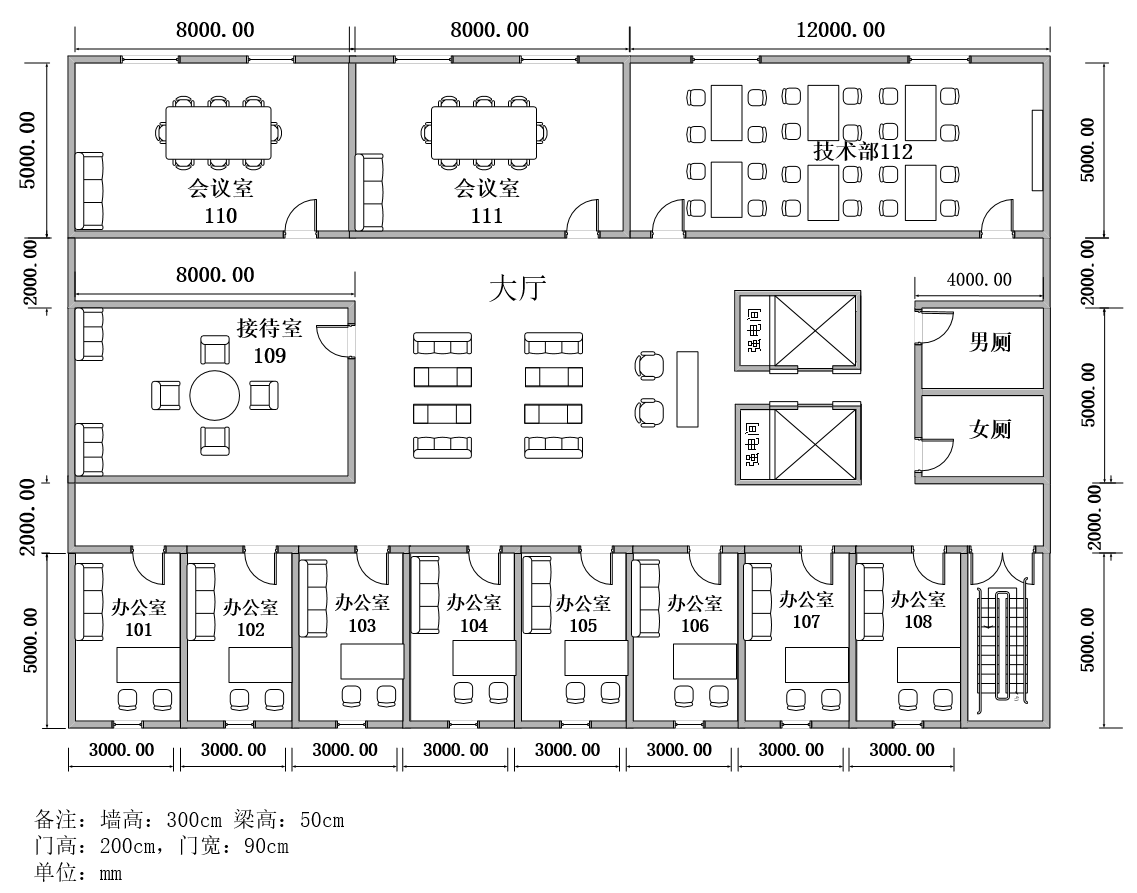 8000.00 8000.00 12000.00
5000.00
5000.00
会议室
110
会议室
111
技术部112
2000.00
8000.00
大厅
4000.00
2000.00
接待室
109
强电间
男厕
5000.00
强电间
女厕
2000.00
2000.00
5000.00
办公室
101
办公室
102
办公室
103
办公室
104
办公室
105
办公室
106
办公室
107
办公室
108
5000.00
3000.00 3000.00 3000.00 3000.00 3000.00 3000.00 3000.00 3000.00
备注：墙高：300cm 梁高：50cm
门高：200cm，门宽：90cm
单位：mm